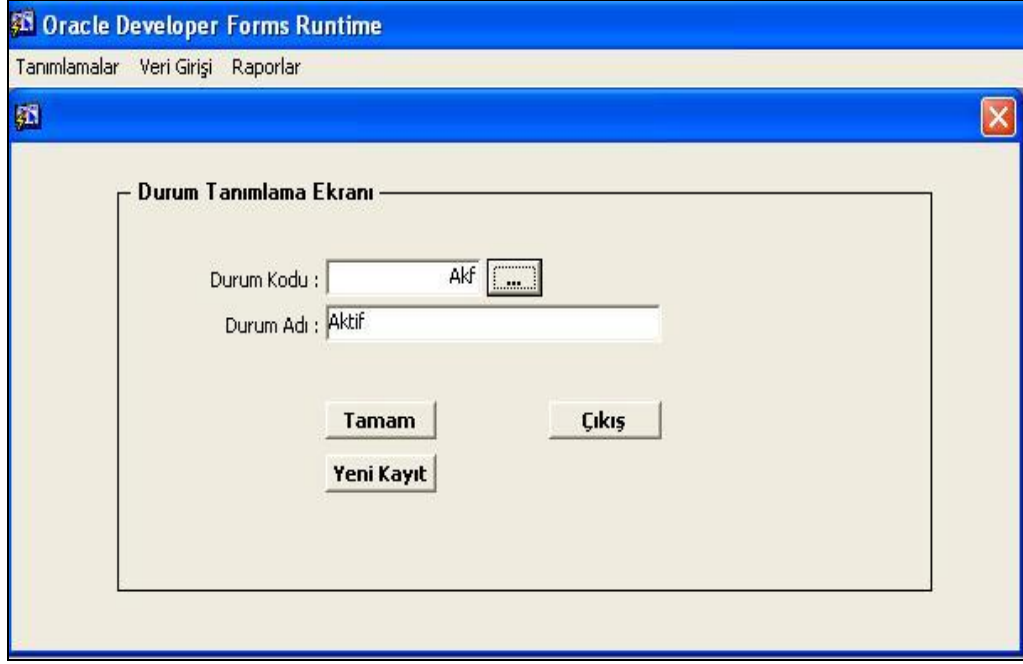 Oracle Developer Forms Runtime
Tanımlamalar Veri Girişi Raporlar
Durum Tanımlama Ekranı
Durum Kodu : Akf ...
Durum Adı : Aktif
Tamam Çıkış
Yeni Kayıt